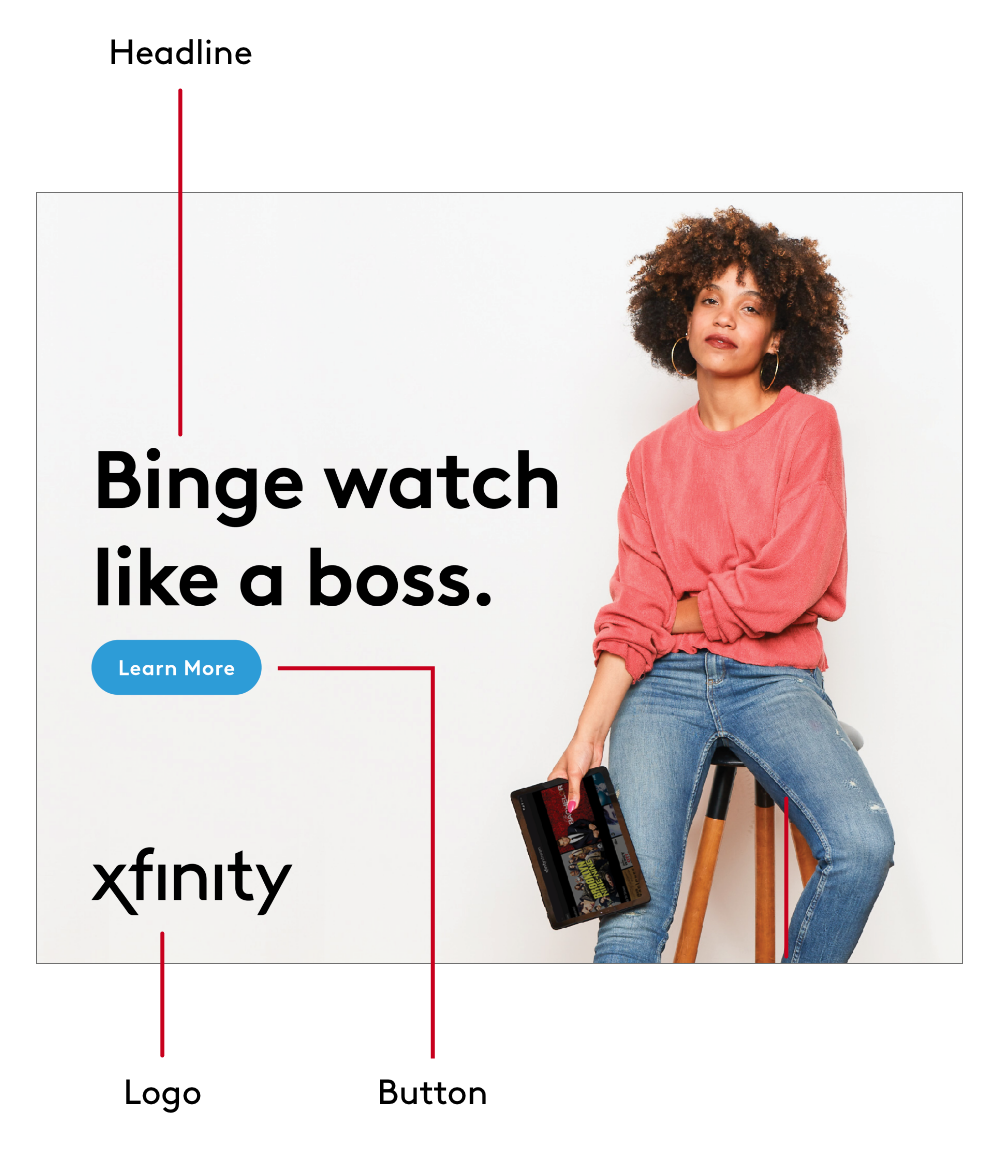 Headline
Binge watch
like a boss.
Learn More
xfinity
Logo
Button